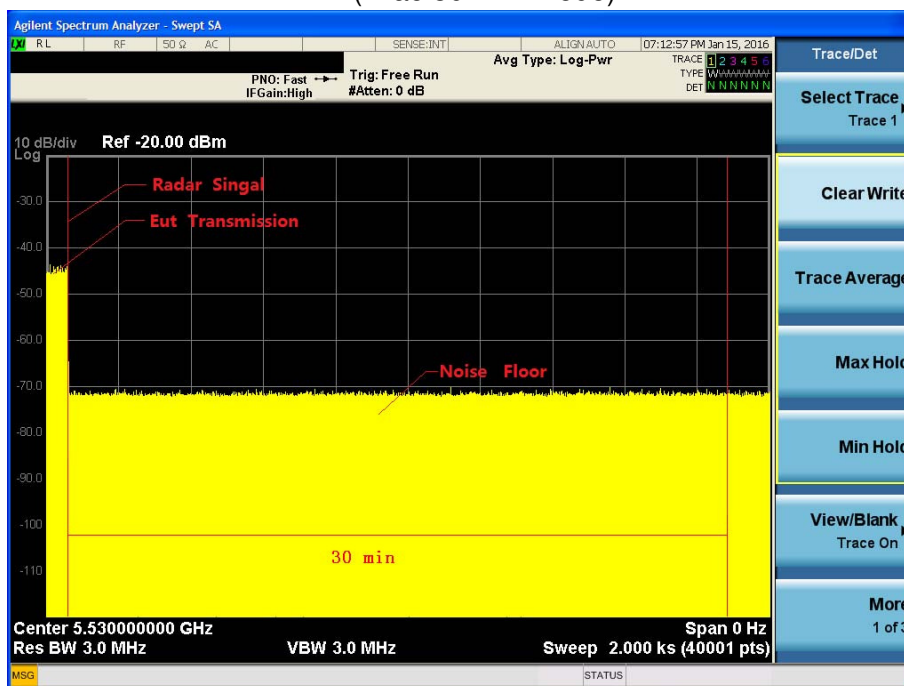 Agilent Spectrum Analyzer - Swept SA
LXI RL RF 50 Ω AC SENSE:INT ALIGN AUTO 07:12:57 PM Jan 15, 2016
Trace/Det
Avg Type: Log-Pwr
TRACE 1 2 3 4 5 6
PNO: Fast Trig: Free Run
TYPE WWWWWW
IFGain:High #Atten: 0 dB
DET N N N N N N
Select Trace
Trace 1
10 dB/div Ref -20.00 dBm
Log
Radar Singal
-30.0
Clear Write
Eut Transmission
-40.0
Trace Average
-50.0
-60.0
Max Hold
Noise Floor
-70.0
-80.0
Min Hold
-90.0
-100
View/Blank
Trace On
30 min
-110
More
1 of 3
Center 5.530000000 GHz Span 0 Hz
Res BW 3.0 MHz VBW 3.0 MHz Sweep 2.000 ks (40001 pts)
MSG STATUS